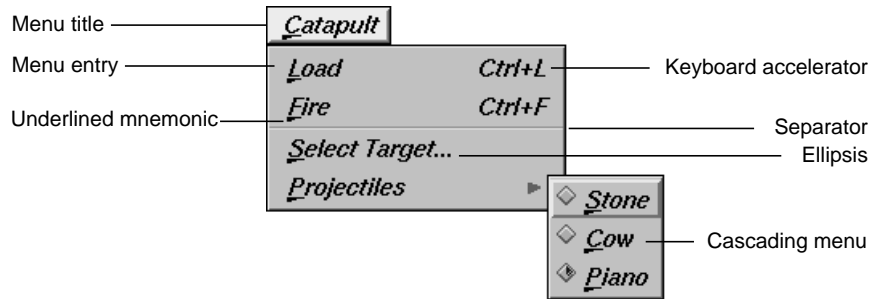 Menu title
Catapult
Menu entry
Load Ctrl+L
Keyboard accelerator
Underlined mnemonic
Fire Ctrl+F
Separator
Select Target...
Ellipsis
Projectiles
Stone
Cow
Cascading menu
Piano